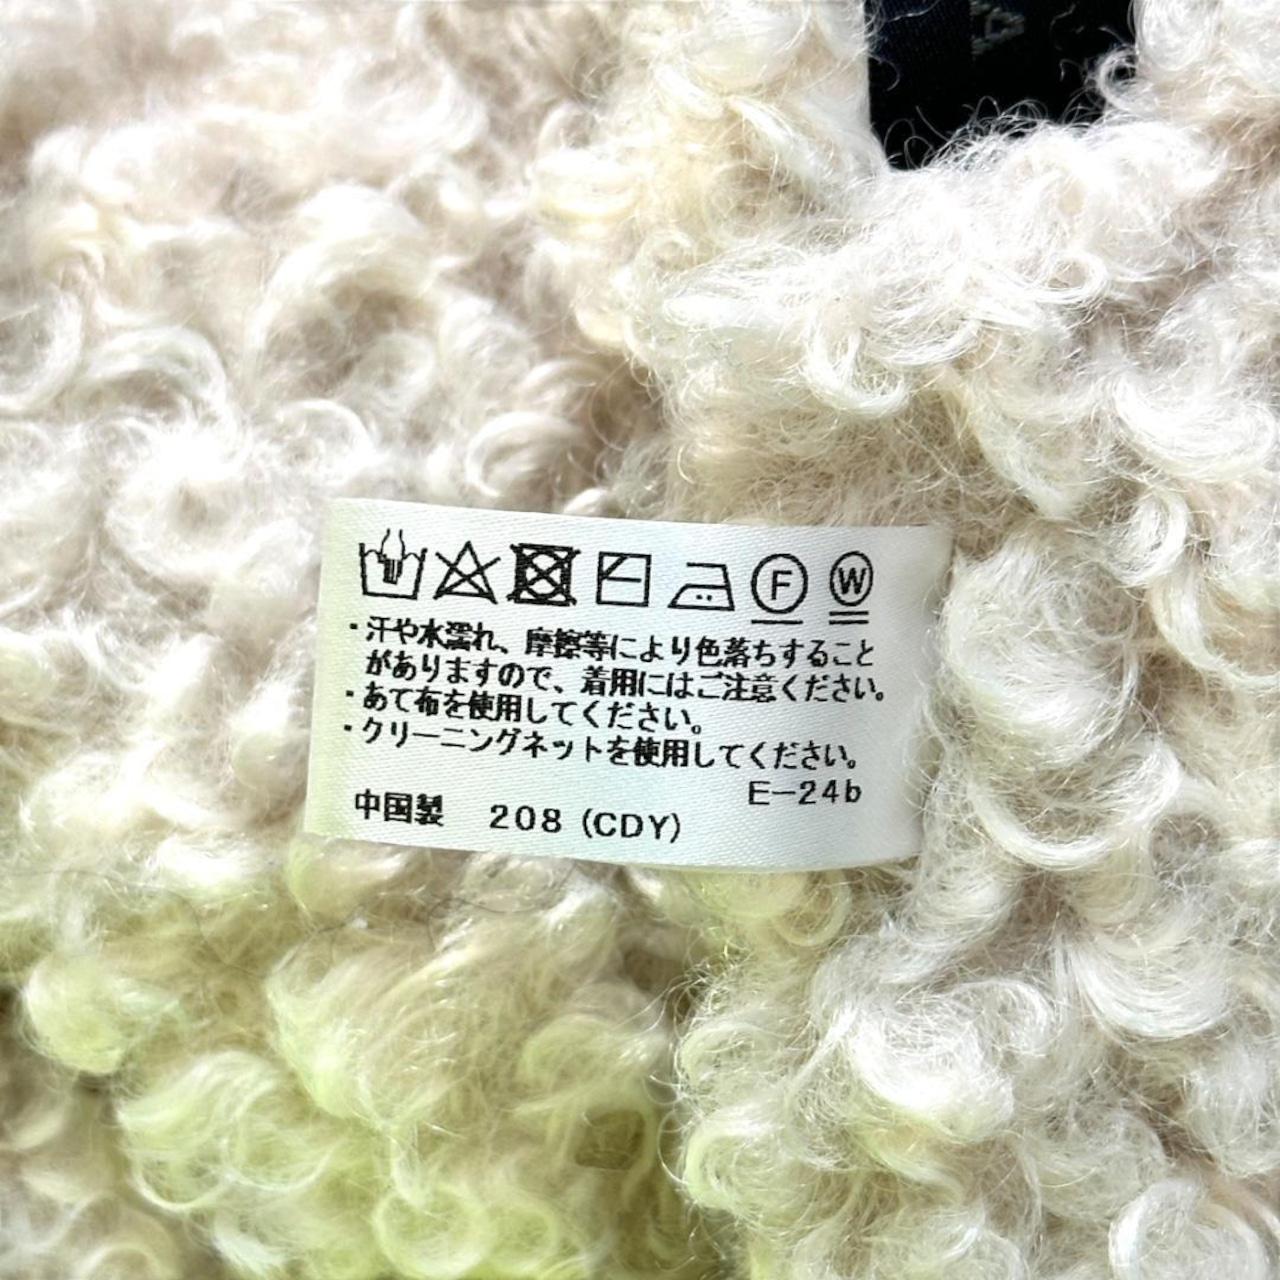 F W
・汗や水濡れ、摩擦等により色落ちすること
がありますので、着用にはご注意ください。
・あて布を使用してください。
・クリーニングネットを使用してください。
E-24b
中国製 208 (CDY)